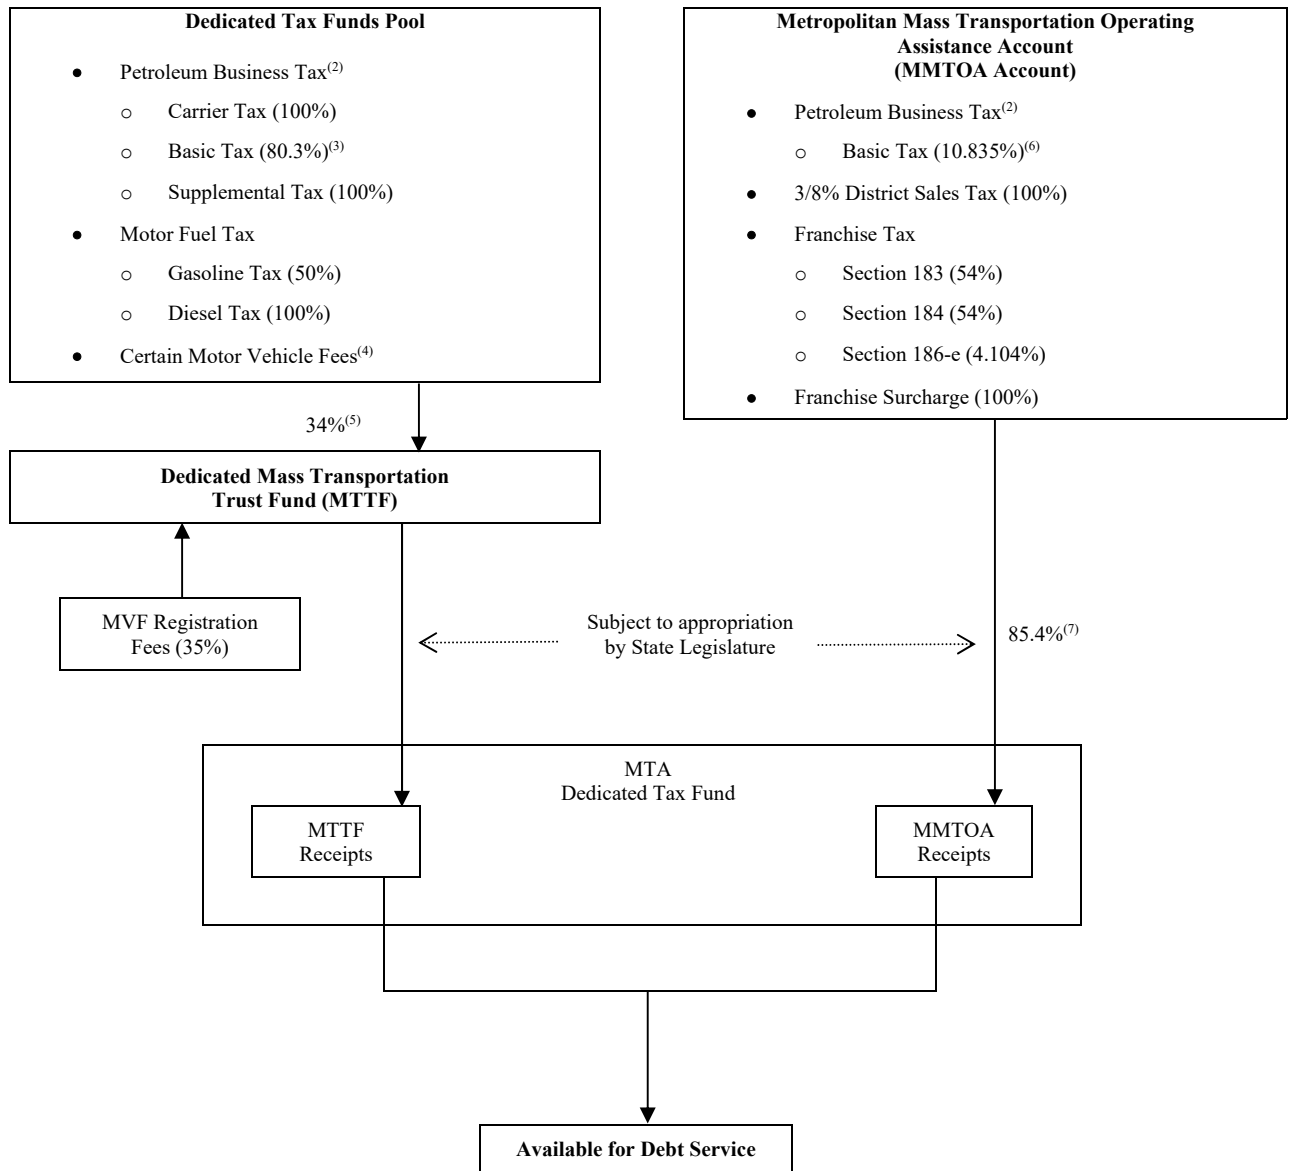 Dedicated Tax Funds Pool
● Petroleum Business Tax(2)
o Carrier Tax (100%)
o Basic Tax (80.3%)(3)
o Supplemental Tax (100%)
● Motor Fuel Tax
o Gasoline Tax (50%)
o Diesel Tax (100%)
● Certain Motor Vehicle Fees(4)
Metropolitan Mass Transportation Operating
Assistance Account
(MMTOA Account)
● Petroleum Business Tax(2)
o Basic Tax (10.835%)(6)
● 3/8% District Sales Tax (100%)
● Franchise Tax
o Section 183 (54%)
o Section 184 (54%)
o Section 186-e (4.104%)
● Franchise Surcharge (100%)
34%(5)
Dedicated Mass Transportation
Trust Fund (MTTF)
MVF Registration
Fees (35%)
Subject to appropriation
by State Legislature
85.4%(7)
MTA
Dedicated Tax Fund
MTTF
Receipts
MMTOA
Receipts
Available for Debt Service